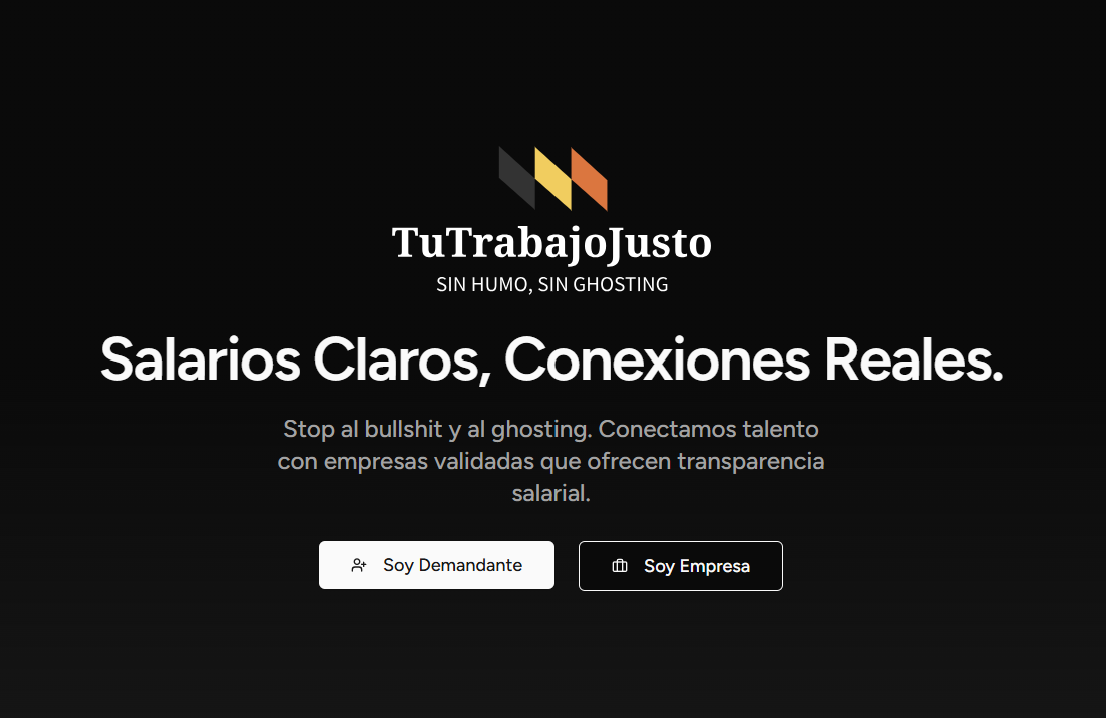 TuTrabajoJusto
SIN HUMO, SIN GHOSTING
Salarios Claros, Conexiones Reales.
Stop al bullshit y al ghosting. Conectamos talento
con empresas validadas que ofrecen transparencia
salarial.
Soy Demandante
Soy Empresa